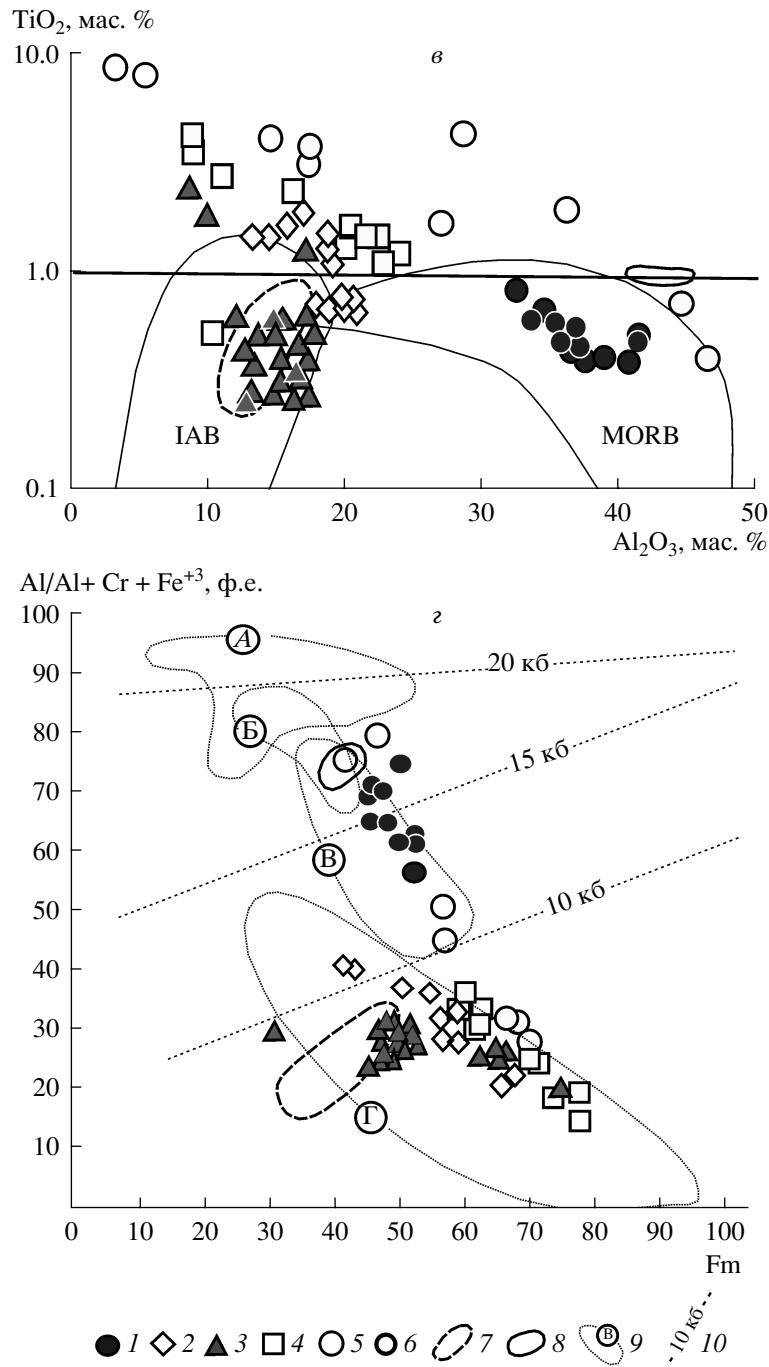 TiO2, мас. %
в
10.0
1.0
0.1
IAB
MORB
0 10 20 30 40 50
Al2O3, мас. %
Al/Al+ Cr + Fe+3, ф.е.
г
100
90
80
70
60
50
40
30
20
10
А
Б
В
Г
20 кб
15 кб
10 кб
0 10 20 30 40 50 60 70 80 90 100
Fm
1 2 3 4 5 6 7 8 В 9 10 кб 10